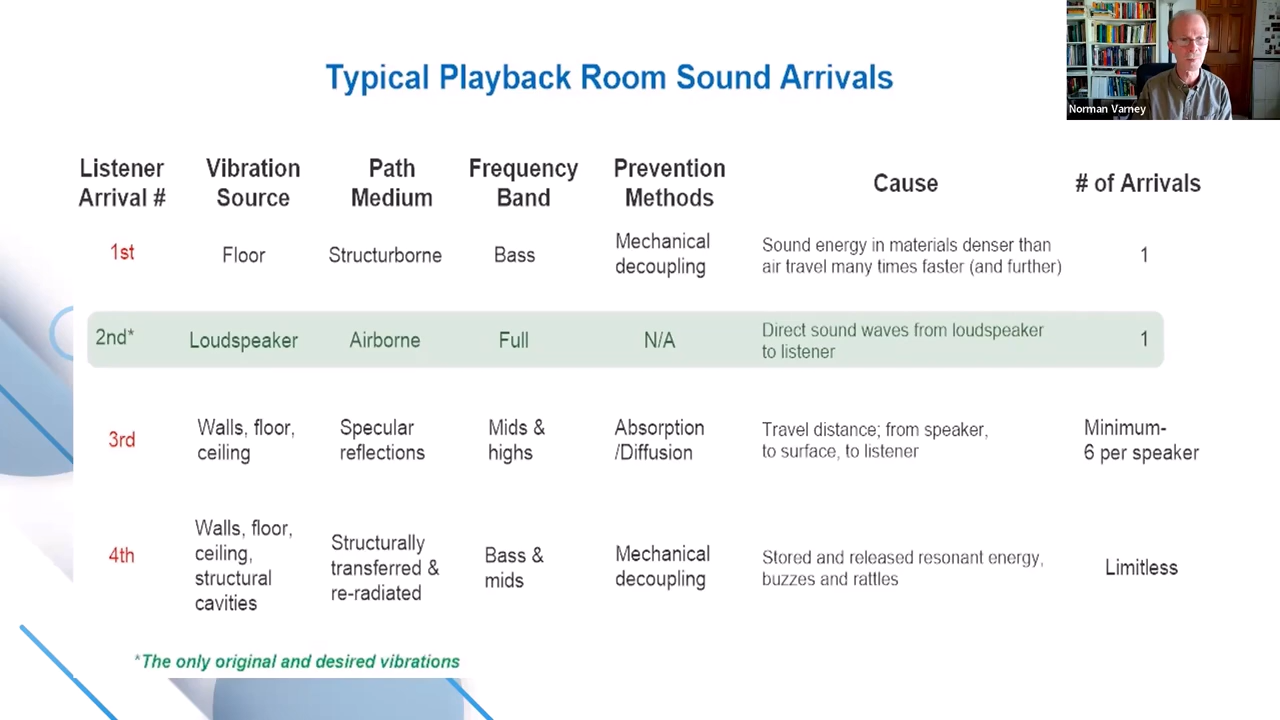 Typical Playback Room Sound Arrivals
Norman Varney
Listener Arrival #
Vibration Source
Path Medium
Frequency Band
Prevention Methods
Cause
# of Arrivals
1st
Floor
Structurborne
Bass
Mechanical
decoupling
Sound energy in materials denser than
air travel many times faster (and further)
1
2nd*
Loudspeaker
Airborne
Full
N/A
Direct sound waves from loudspeaker
to listener
1
3rd
Walls, floor,
ceiling
Specular
reflections
Mids &
highs
Absorption
/Diffusion
Travel distance; from speaker,
to surface, to listener
Minimum-
6 per speaker
4th
Walls, floor,
ceiling,
structural
cavities
Structurally
transferred &
re-radiated
Bass &
mids
Mechanical
decoupling
Stored and released resonant energy,
buzzes and rattles
Limitless
*The only original and desired vibrations